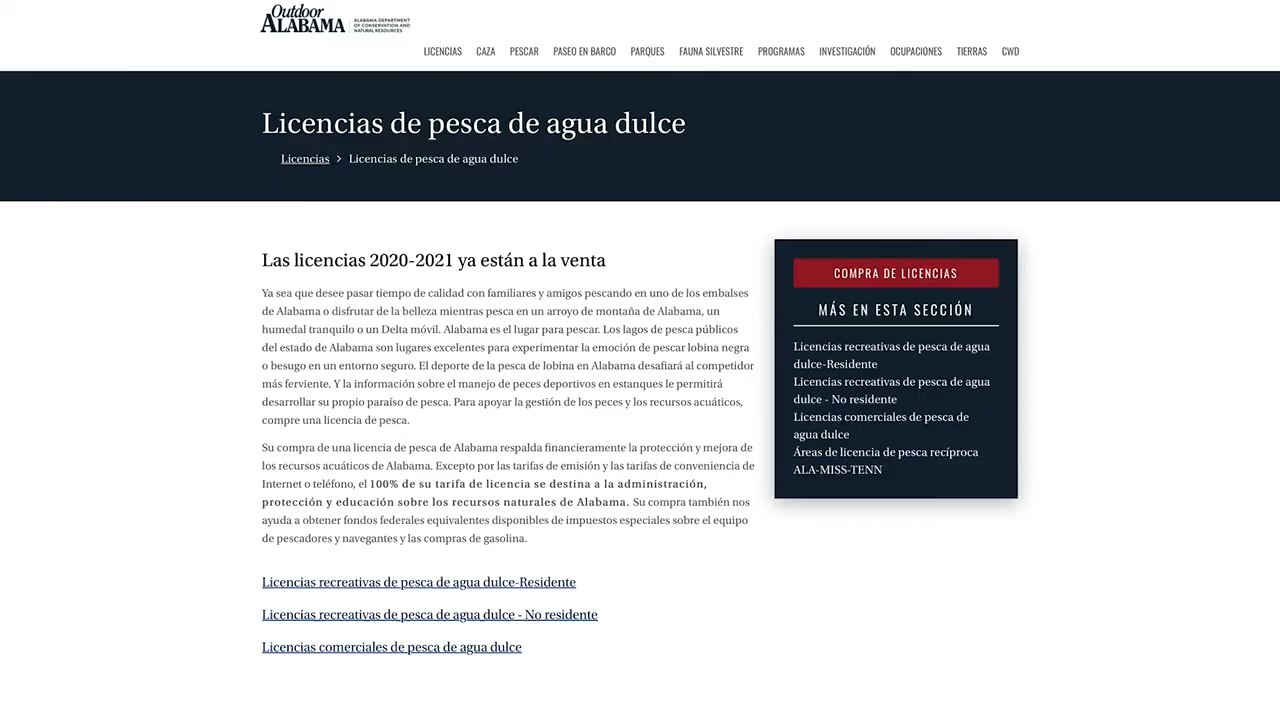 Outdoor
ALABAMA
ALABAMA DEPARTMENT
OF CONSERVATION AND
NATURAL RESOURCES
LICENCIAS CAZA PESCAR PASEO EN BARCO PARQUES FAUNA SILVESTRE PROGRAMAS INVESTIGACIÓN OCUPACIONES TIERRAS CWD
Licencias de pesca de agua dulce
Licencias > Licencias de pesca de agua dulce
Las licencias 2020-2021 ya están a la venta
Ya sea que desee pasar tiempo de calidad con familiares y amigos pescando en uno de los embalses
de Alabama o disfrutar de la belleza mientras pesca en un arroyo de montaña de Alabama, un
humedal tranquilo o un Delta móvil. Alabama es el lugar para pescar. Los lagos de pesca públicos
del estado de Alabama son lugares excelentes para experimentar la emoción de pescar lobina negra
o besugo en un entorno seguro. El deporte de la pesca de lobina en Alabama desafiará al competidor
más ferviente. Y la información sobre el manejo de peces deportivos en estanques le permitirá
desarrollar su propio paraíso de pesca. Para apoyar la gestión de los peces y los recursos acuáticos,
compre una licencia de pesca.
Su compra de una licencia de pesca de Alabama respalda financieramente la protección y mejora de
los recursos acuáticos de Alabama. Excepto por las tarifas de emisión y las tarifas de conveniencia de
Internet o teléfono, el 100% de su tarifa de licencia se destina a la administración,
protección y educación sobre los recursos naturales de Alabama. Su compra también nos
ayuda a obtener fondos federales equivalentes disponibles de impuestos especiales sobre el equipo
de pescadores y navegantes y las compras de gasolina.
Licencias recreativas de pesca de agua dulce-Residente
Licencias recreativas de pesca de agua dulce - No residente
Licencias comerciales de pesca de agua dulce
COMPRA DE LICENCIAS
MÁS EN ESTA SECCIÓN
Licencias recreativas de pesca de agua
dulce-Residente
Licencias recreativas de pesca de agua
dulce - No residente
Licencias comerciales de pesca de
agua dulce
Áreas de licencia de pesca recíproca
ALA-MISS-TENN